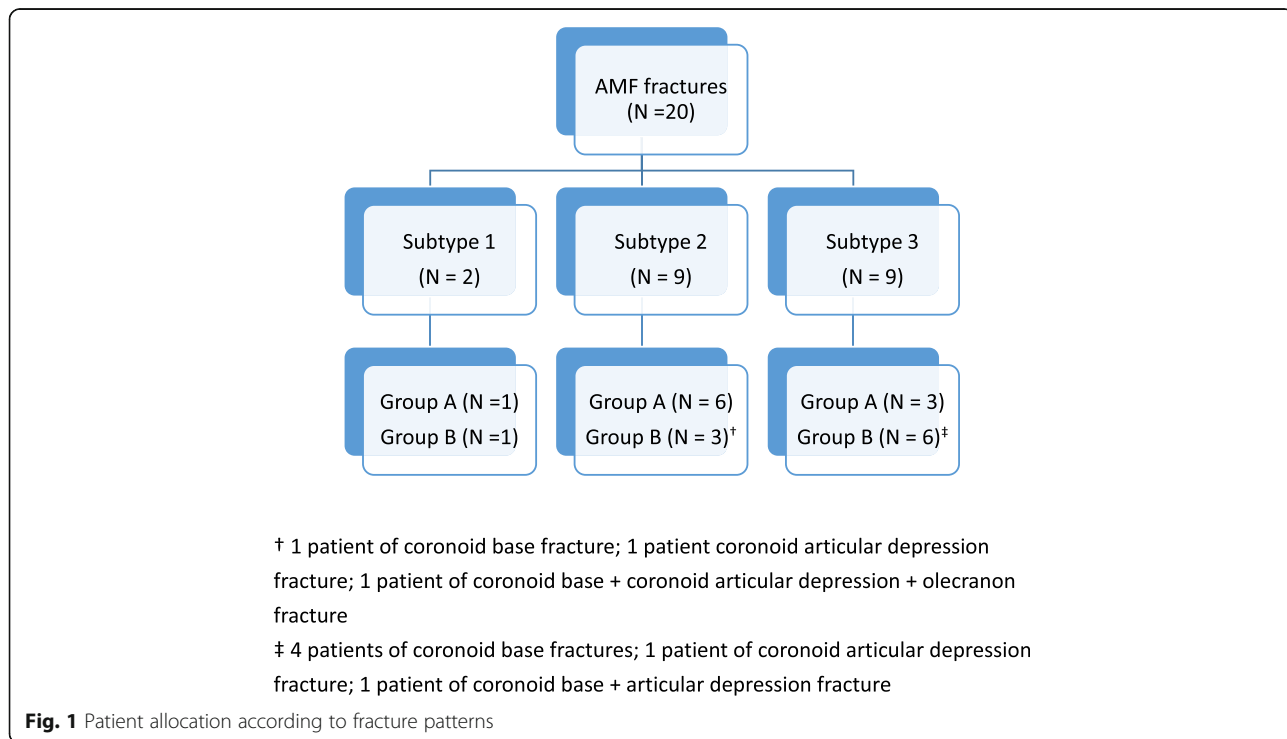 AMF fractures
(N =20)
Subtype 1
(N = 2)
Subtype 2
(N = 9)
Subtype 3
(N = 9)
Group A (N =1)
Group B (N =1)
Group A (N = 6)
Group B (N = 3)†
Group A (N = 3)
Group B (N = 6)‡
† 1 patient of coronoid base fracture; 1 patient coronoid articular depression
fracture; 1 patient of coronoid base + coronoid articular depression + olecranon
fracture
‡ 4 patients of coronoid base fractures; 1 patient of coronoid articular depression
fracture; 1 patient of coronoid base + articular depression fracture
Fig. 1 Patient allocation according to fracture patterns